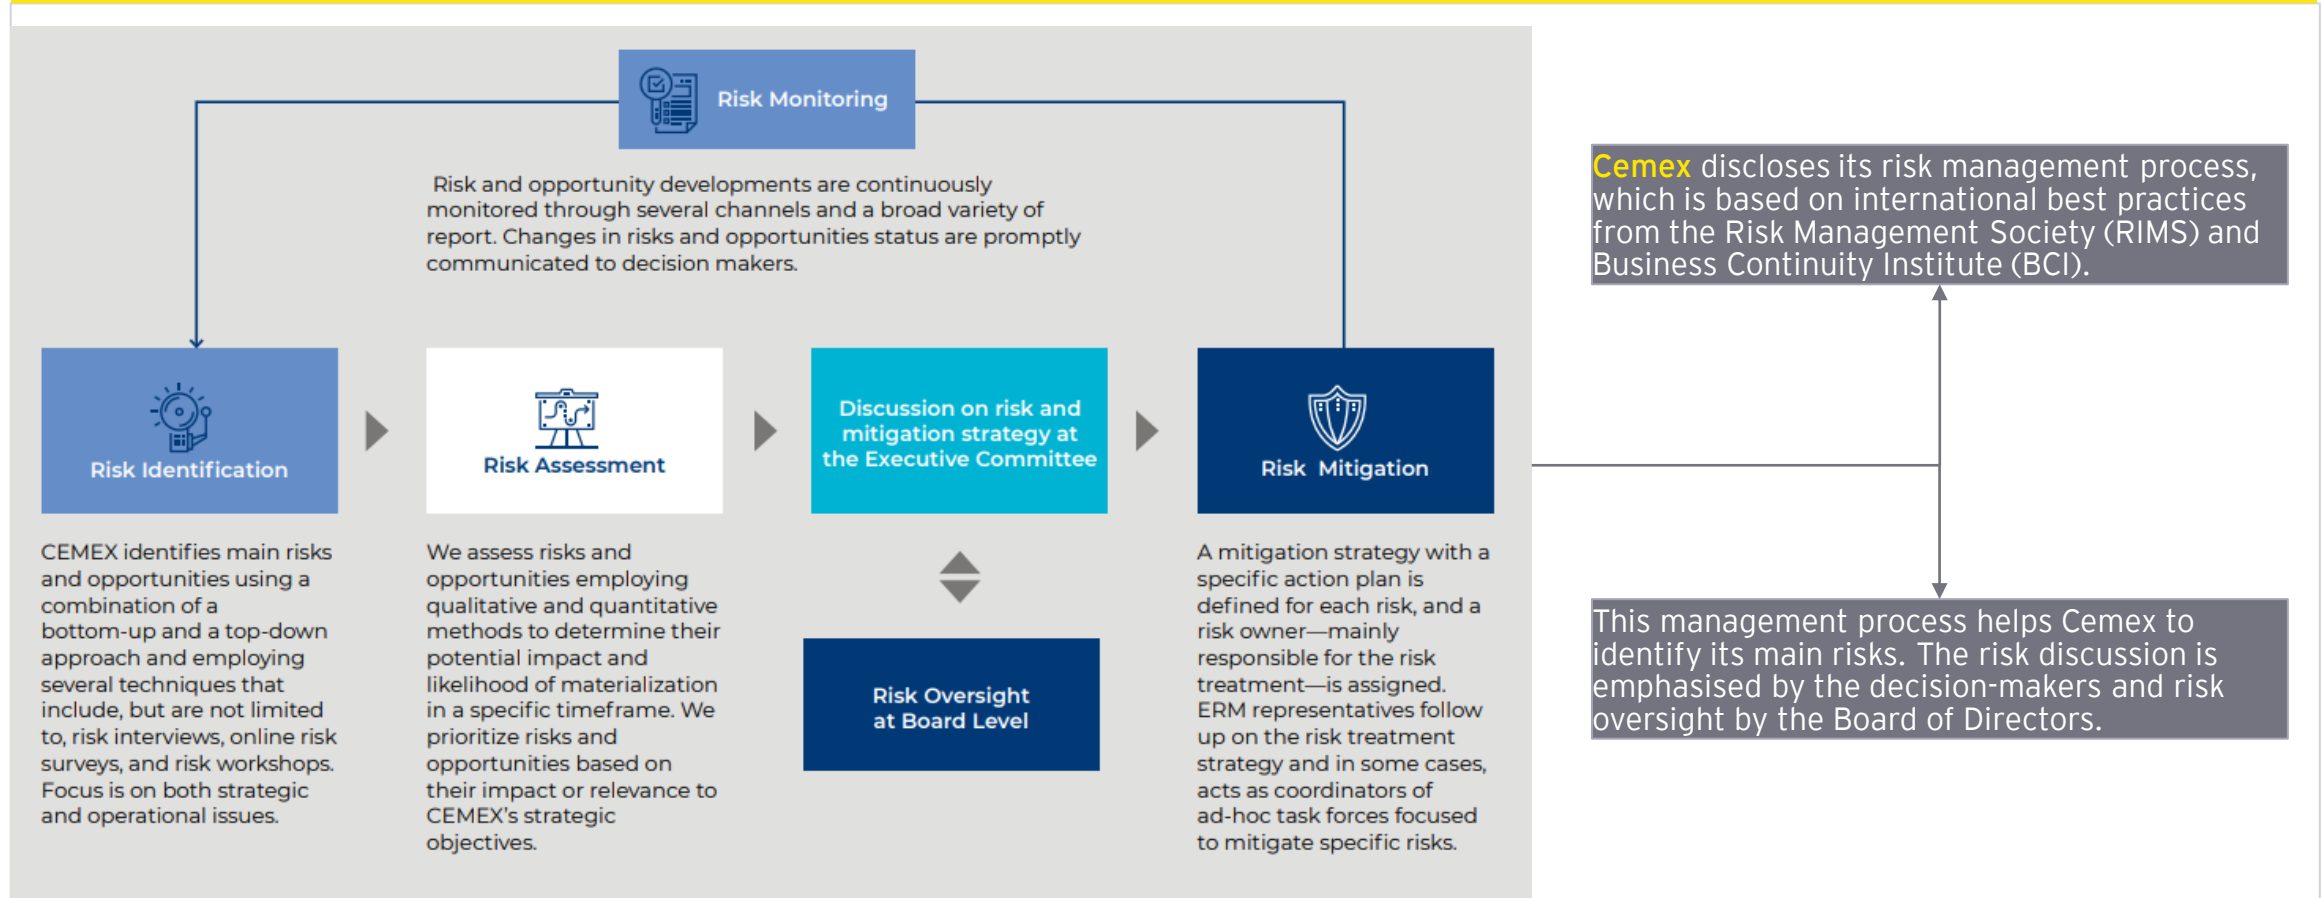 Risk Monitoring
Risk and opportunity developments are continuously
monitored through several channels and a broad variety of
report. Changes in risks and opportunities status are promptly
communicated to decision makers.
Risk Identification
CEMEX identifies main risks
and opportunities using a
combination of a
bottom-up and a top-down
approach and employing
several techniques that
include, but are not limited
to, risk interviews, online risk
surveys, and risk workshops.
Focus is on both strategic
and operational issues.
Risk Assessment
We assess risks and
opportunities employing
qualitative and quantitative
methods to determine their
potential impact and
likelihood of materialization
in a specific timeframe. We
prioritize risks and
opportunities based on
their impact or relevance to
CEMEX's strategic
objectives.
Discussion on risk and
mitigation strategy at
the Executive Committee
Risk Oversight
at Board Level
Risk Mitigation
A mitigation strategy with a
specific action plan is
defined for each risk, and a
risk owner—mainly
responsible for the risk
treatment—is assigned.
ERM representatives follow
up on the risk treatment
strategy and in some cases,
acts as coordinators of
ad-hoc task forces focused
to mitigate specific risks.
Cemex discloses its risk management process,
which is based on international best practices
from the Risk Management Society (RIMS) and
Business Continuity Institute (BCI).
This management process helps Cemex to
identify its main risks. The risk discussion is
emphasised by the decision-makers and risk
oversight by the Board of Directors.